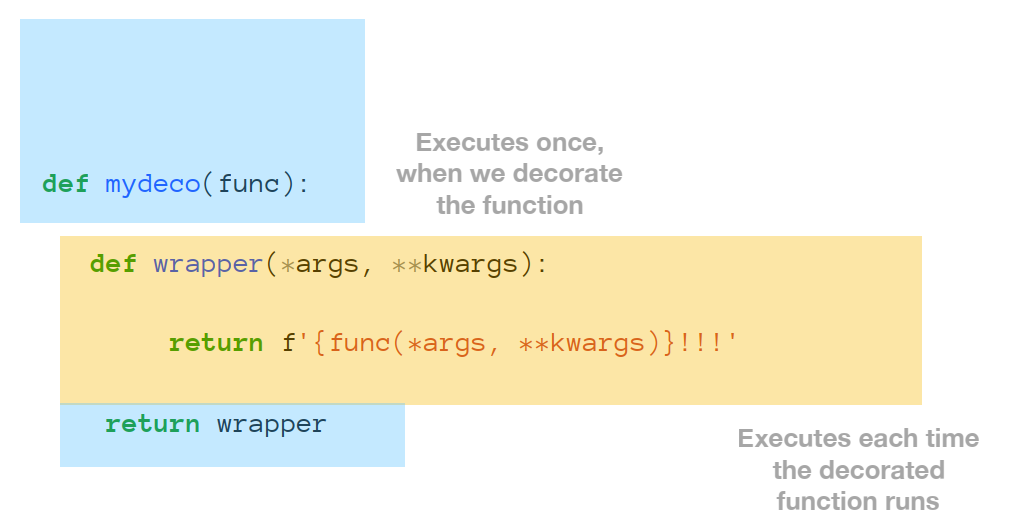 Executes once,
when we decorate
the function
def mydeco(func):
def wrapper(*args, **kwargs):
return f'{func(*args, **kwargs)}!!!'
return wrapper
Executes each time
the decorated
function runs